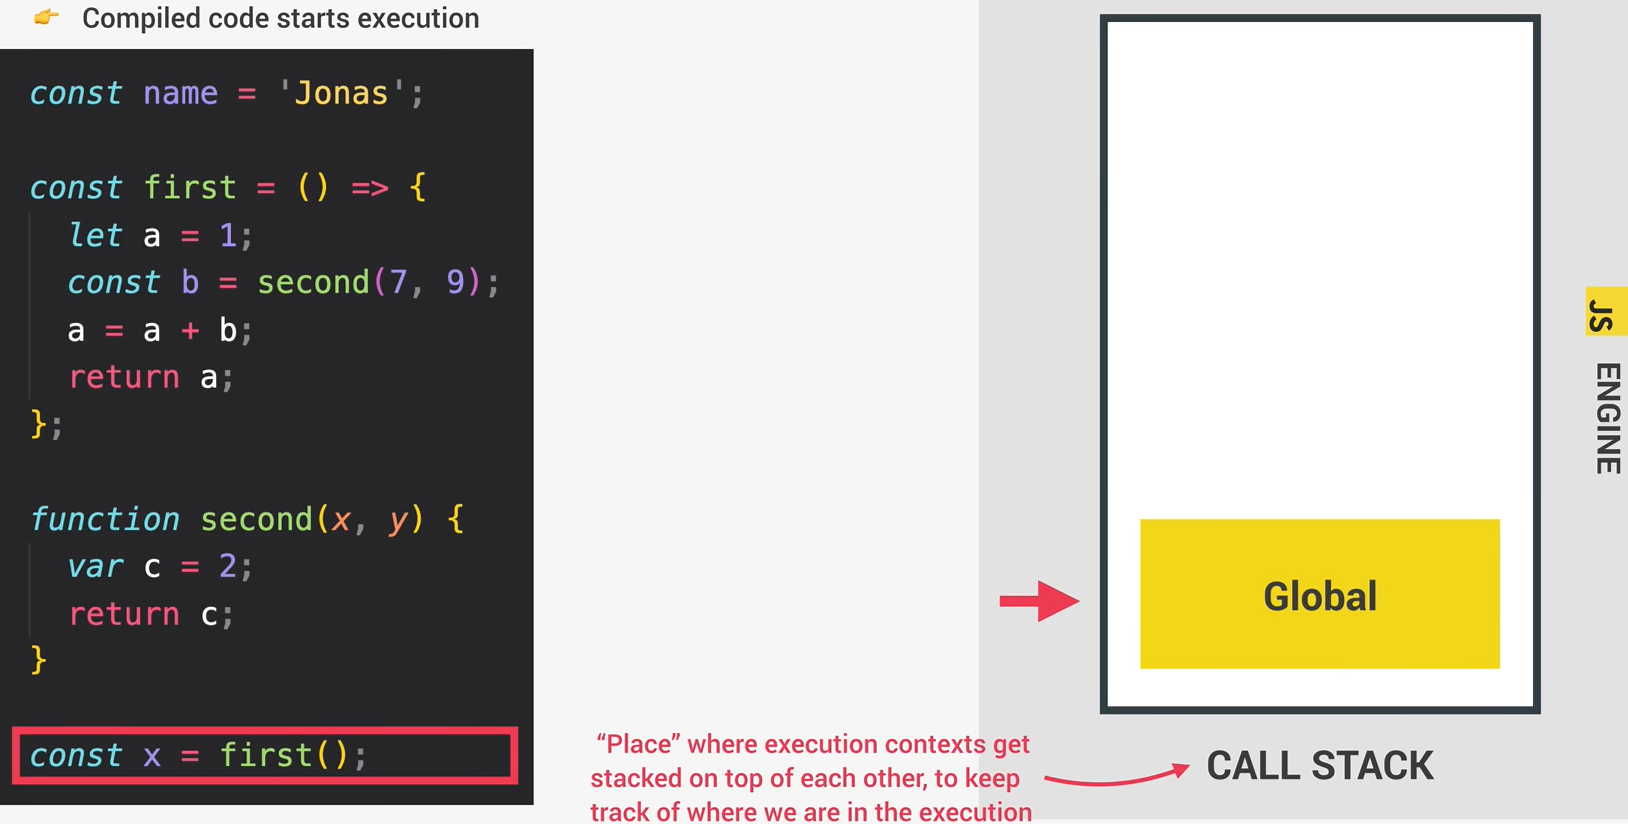 👉 Compiled code starts execution
const name = 'Jonas';
const first = () => {
let a = 1;
const b = second(7, 9);
a = a + b;
return a;
};
function second(x, y) {
var c = 2;
return c;
}
const x = first();
Global
“Place” where execution contexts get
stacked on top of each other, to keep
track of where we are in the execution
CALL STACK
JS ENGINE